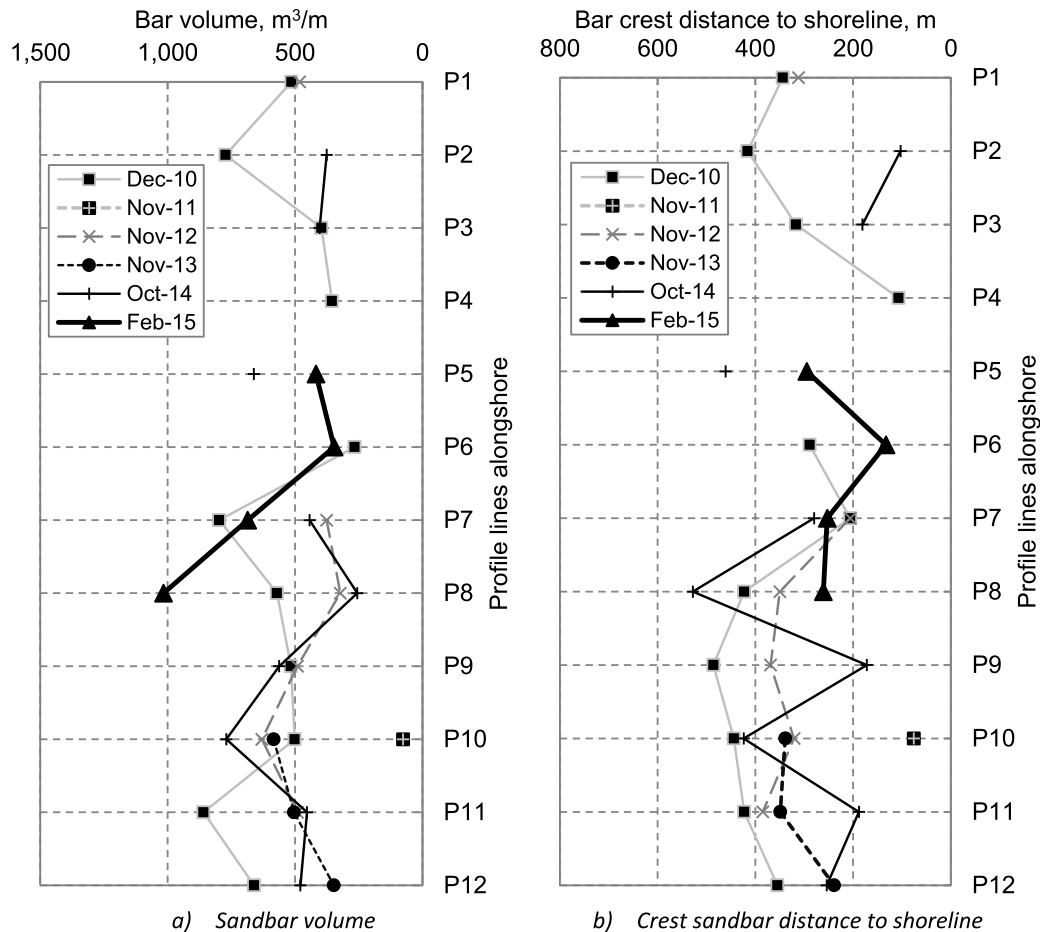 Bar volume, m³/m
1,500 1,000 500 0
P1
P2
P3
P4
P5
P6
P7
P8
P9
P10
P11
P12
Dec-10
Nov-11
Nov-12
Nov-13
Oct-14
Feb-15
Profile lines alongshore
a) Sandbar volume
Bar crest distance to shoreline, m
800 600 400 200 0
P1
P2
P3
P4
P5
P6
P7
P8
P9
P10
P11
P12
Dec-10
Nov-11
Nov-12
Nov-13
Oct-14
Feb-15
Profile lines alongshore
b) Crest sandbar distance to shoreline